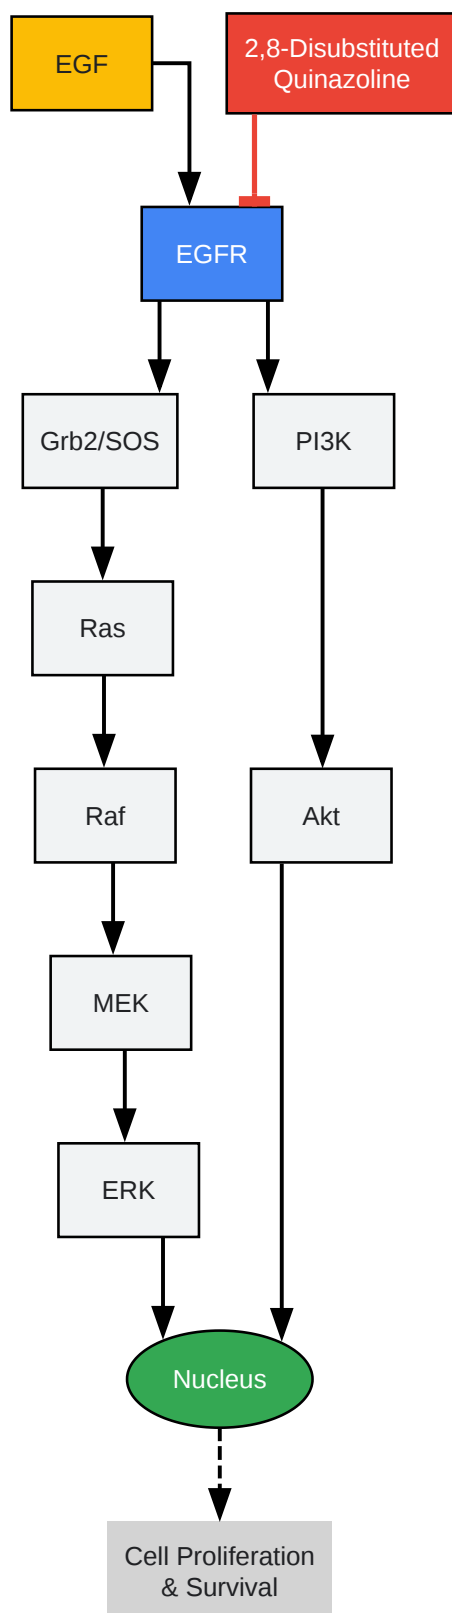 EGF
2,8-Disubstituted
Quinazoline
EGFR
Grb2/SOS
PI3K
Ras
Raf
Akt
MEK
ERK
Nucleus
Cell Proliferation
& Survival